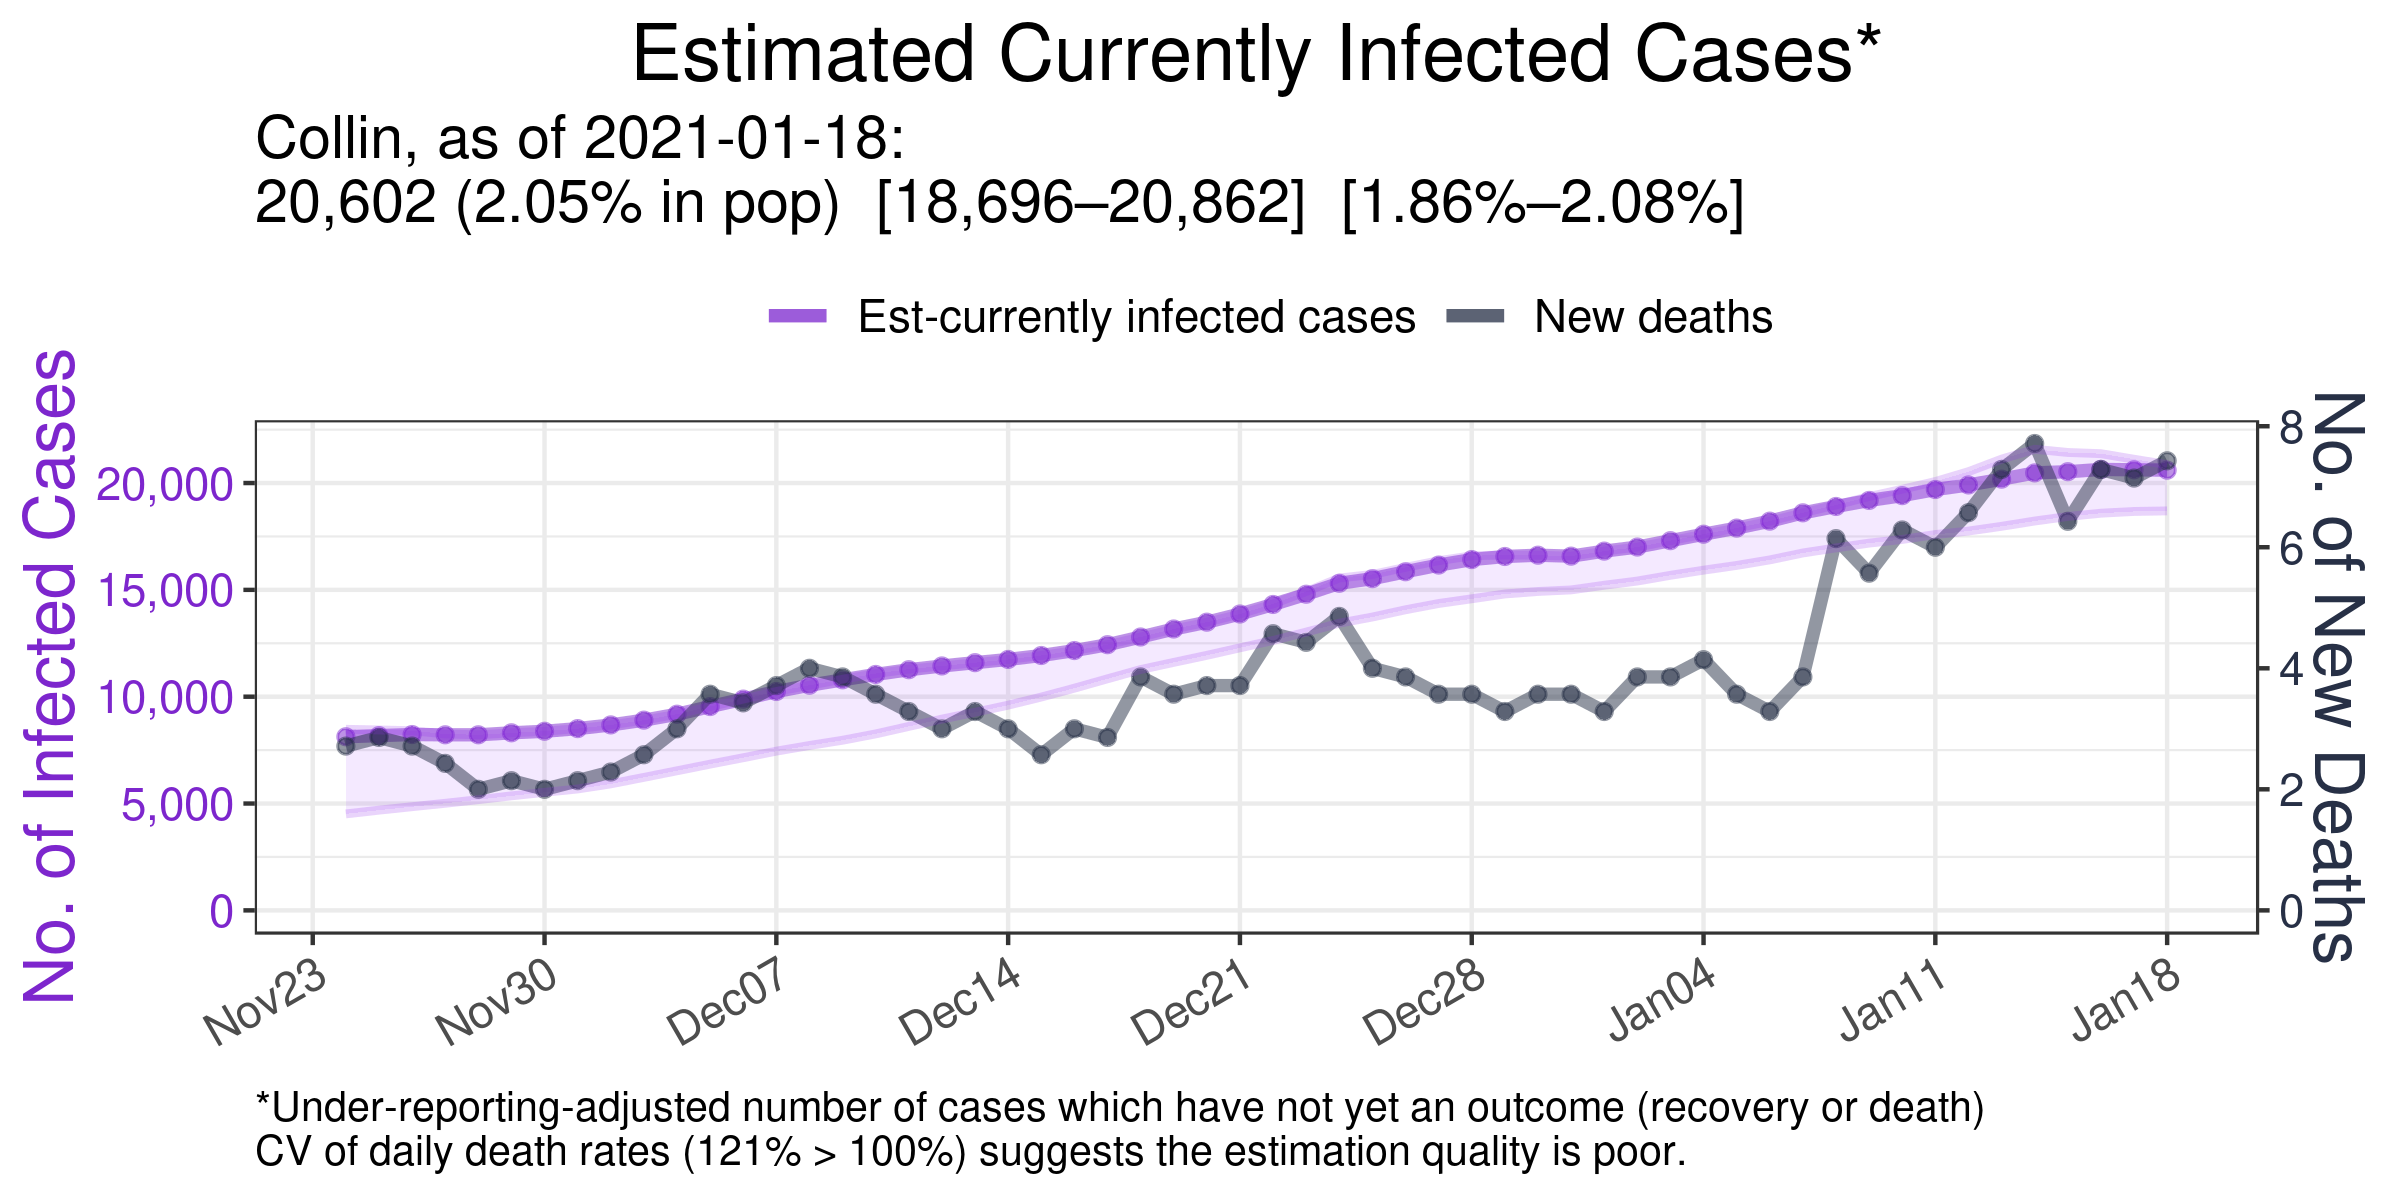 Estimated Currently Infected Cases*
Collin, as of 2021-01-18:
20,602 (2.05% in pop)  [18,696–20,862]  [1.86%–2.08%]
Est-currently infected cases
New deaths
No. of Infected Cases
20,000
15,000
10,000
5,000
0
8
6
4
2
0
No. of New Deaths
Nov23
Nov30
Dec07
Dec14
Dec21
Dec28
Jan04
Jan11
Jan18
*Under-reporting-adjusted number of cases which have not yet an outcome (recovery or death)
CV of daily death rates (121% > 100%) suggests the estimation quality is poor.